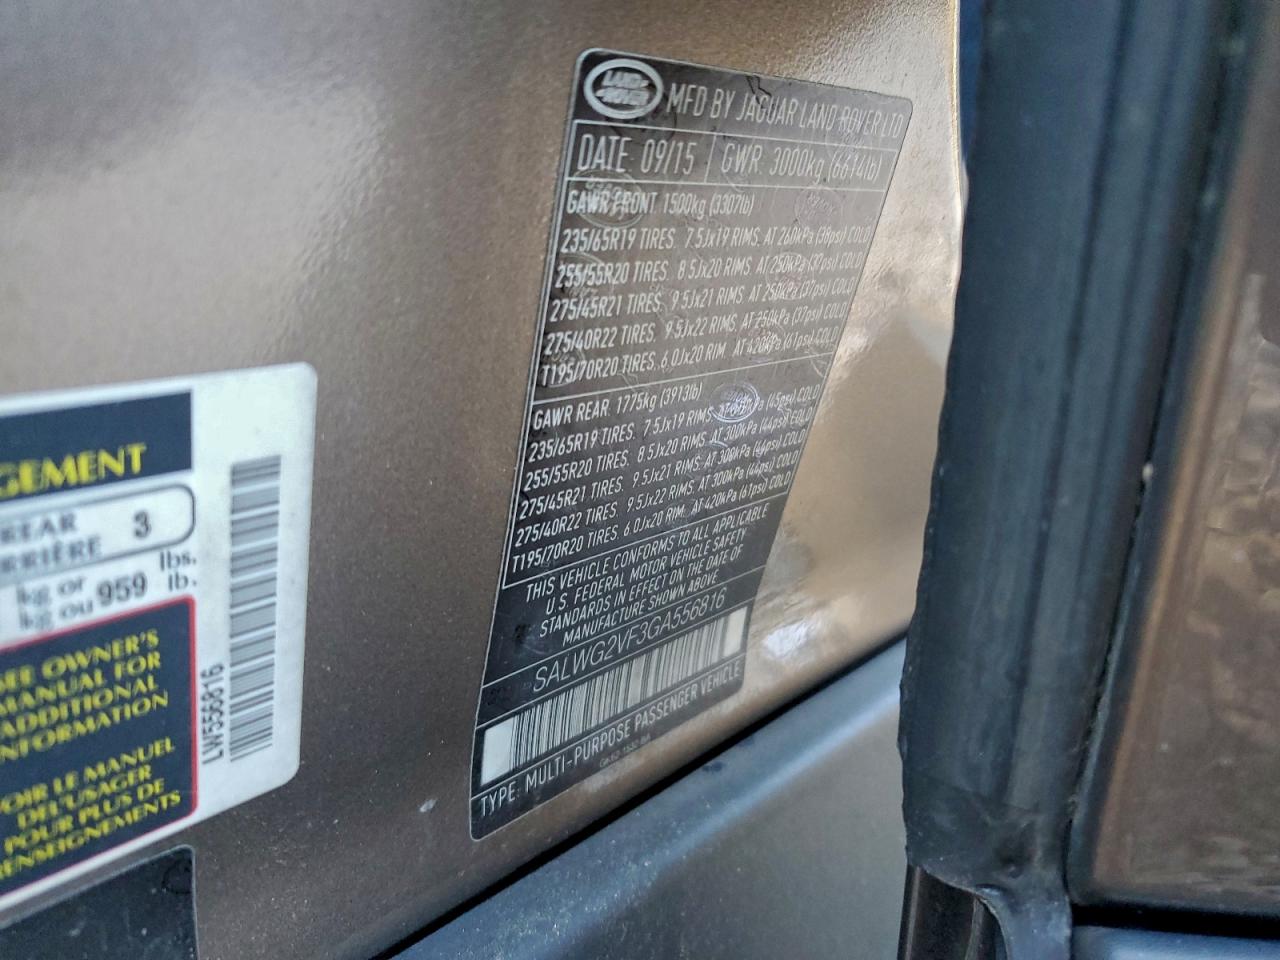 LAND ROVER
MFD BY JAGUAR LAND ROVER LTD
DATE: 09/15 GWR: 3000kg (6614lb)
GAWR FRONT 1500kg (3307lb)
235/65R19 TIRES, 7.5Jx19 RIMS, AT 260kPa (38psi) COLD
255/55R20 TIRES, 8.5Jx20 RIMS, AT 250kPa (37psi) COLD
275/45R21 TIRES, 9.5Jx21 RIMS, AT 250kPa (37psi) COLD
275/40R22 TIRES, 9.5Jx22 RIMS, AT 250kPa (37psi) COLD
T195/70R20 TIRES, 6.0Jx20 RIM, AT 420kPa (61psi) COLD
GAWR REAR: 1775kg (3913lb)
235/65R19 TIRES, 7.5Jx19 RIMS, AT (45psi) COLD
255/55R20 TIRES, 8.5Jx20 RIMS, AT 300kPa (44psi) COLD
275/45R21 TIRES, 9.5Jx21 RIMS, AT 300kPa (44psi) COLD
275/40R22 TIRES, 9.5Jx22 RIMS, AT 300kPa (44psi) COLD
T195/70R20 TIRES, 6.0Jx20 RIM, AT 420kPa (61psi) COLD
THIS VEHICLE CONFORMS TO ALL APPLICABLE
U.S. FEDERAL MOTOR VEHICLE SAFETY
STANDARDS IN EFFECT ON THE DATE OF
MANUFACTURE SHOWN ABOVE
SALWG2VF3GA556816
TYPE: MULTI-PURPOSE PASSENGER VEHICLE
GEMENT
REAR 3
RRIÈRE
kg or lbs.
kg ou 959 lb.
SEE OWNER'S
MANUAL FOR
ADDITIONAL
INFORMATION
VOIR LE MANUEL
DE L'USAGER
POUR PLUS DE
RENSEIGNEMENTS
LW556816